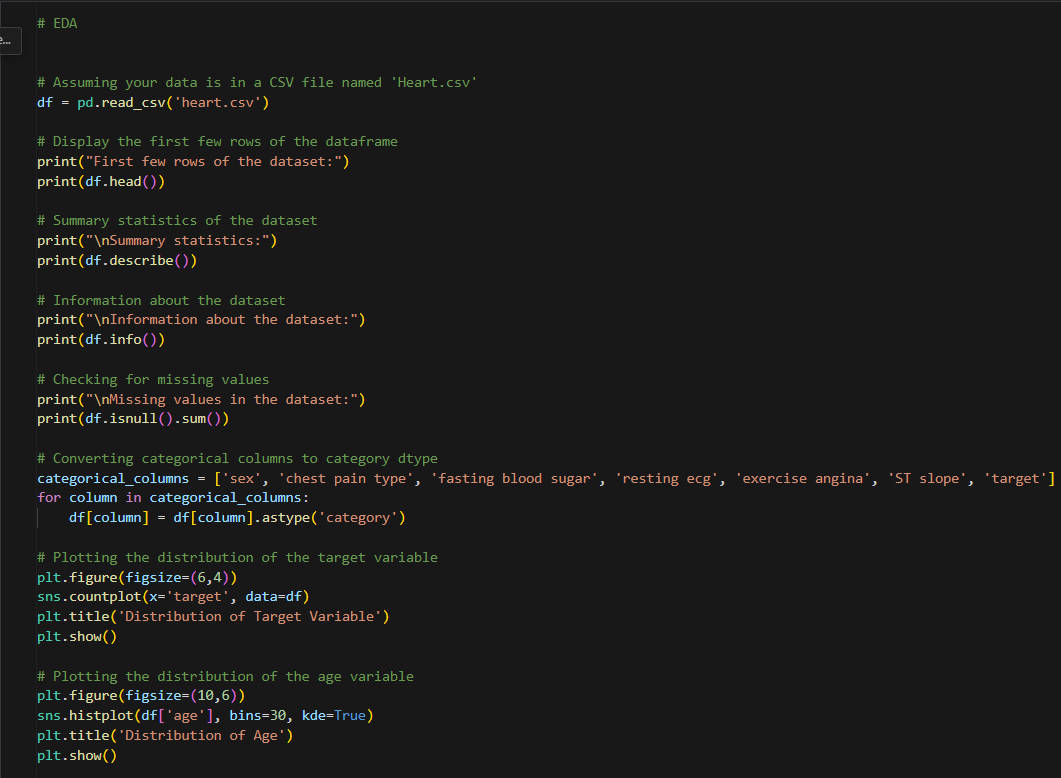 # EDA
e...
# Assuming your data is in a CSV file named 'Heart.csv'
df = pd.read_csv('heart.csv')
# Display the first few rows of the dataframe
print("First few rows of the dataset:")
print(df.head())
# Summary statistics of the dataset
print("\nSummary statistics:")
print(df.describe())
# Information about the dataset
print("\nInformation about the dataset:")
print(df.info())
# Checking for missing values
print("\nMissing values in the dataset:")
print(df.isnull().sum())
# Converting categorical columns to category dtype
categorical_columns = ['sex', 'chest pain type', 'fasting blood sugar', 'resting ecg', 'exercise angina', 'ST slope', 'target']
for column in categorical_columns:
    df[column] = df[column].astype('category')
# Plotting the distribution of the target variable
plt.figure(figsize=(6,4))
sns.countplot(x='target', data=df)
plt.title('Distribution of Target Variable')
plt.show()
# Plotting the distribution of the age variable
plt.figure(figsize=(10,6))
sns.histplot(df['age'], bins=30, kde=True)
plt.title('Distribution of Age')
plt.show()